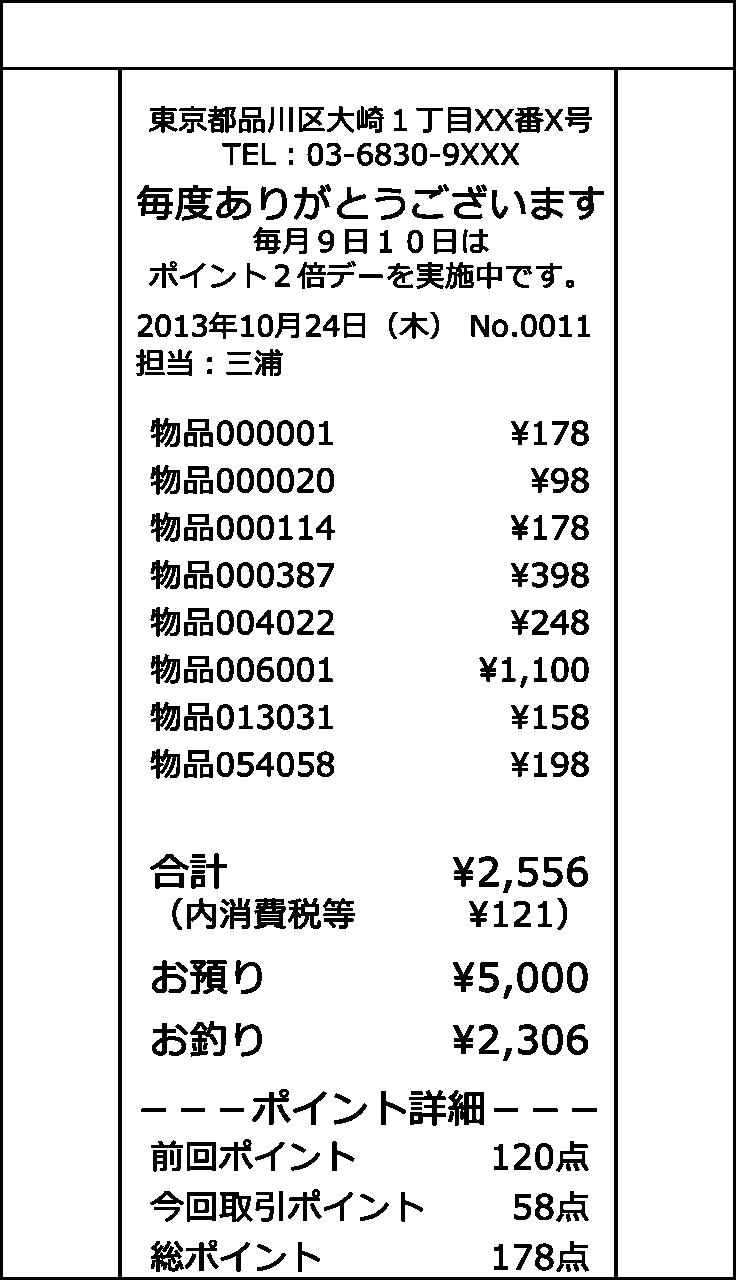 東京都品川区大崎１丁目XX番X号
TEL：03-6830-9XXX
毎度ありがとうございます
毎月９日１０日は
ポイント２倍デーを実施中です。
2013年10月24日（木） No.0011
担当：三浦
物品000001 ¥178
物品000020 ¥98
物品000114 ¥178
物品000387 ¥398
物品004022 ¥248
物品006001 ¥1,100
物品013031 ¥158
物品054058 ¥198
合計 ¥2,556
（内消費税等 ¥121）
お預り ¥5,000
お釣り ¥2,306
−−−ポイント詳細−−−
前回ポイント 120点
今回取引ポイント 58点
総ポイント 178点